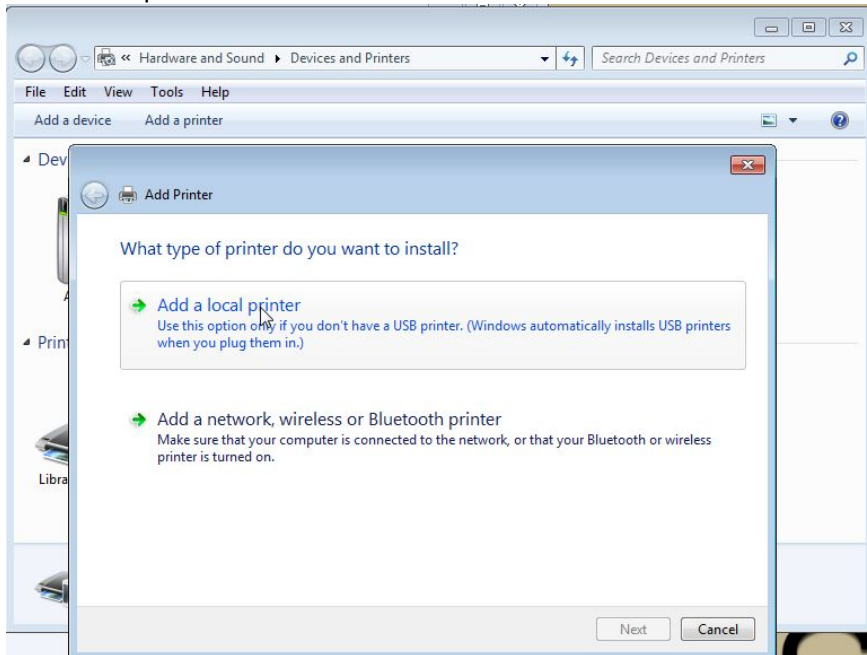 « Hardware and Sound ▸ Devices and Printers
Search Devices and Printers
File Edit View Tools Help
Add a device Add a printer
Dev
Add Printer
What type of printer do you want to install?
Add a local printer
Use this option only if you don't have a USB printer. (Windows automatically installs USB printers
when you plug them in.)
Prin
Add a network, wireless or Bluetooth printer
Make sure that your computer is connected to the network, or that your Bluetooth or wireless
printer is turned on.
Libra
Next Cancel